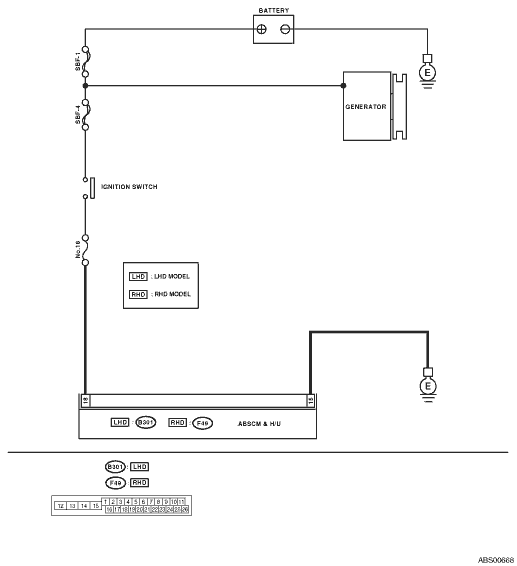 BATTERY
SBF-1
E
GENERATOR
SBF-4
IGNITION SWITCH
No.18
LHD : LHD MODEL
RHD : RHD MODEL
E
18 15
LHD : B301 RHD : F49 ABSCM & H/U
B301 : LHD
F49 : RHD
1 2 3 4 5 6 7 8 9 10 11
12 13 14 15
16 17 18 19 20 21 22 23 24 25 26
ABS00668